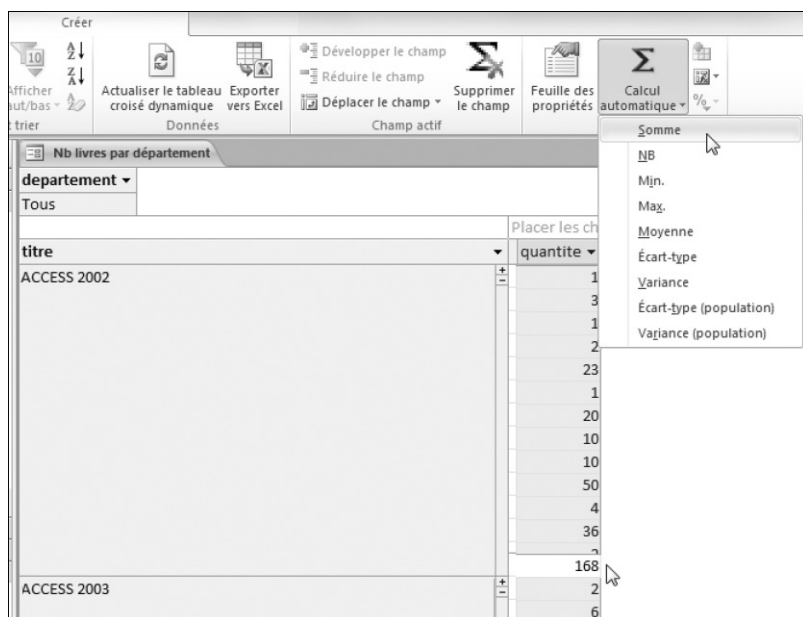 Créer
10
Afficher
haut/bas
trier
Actualiser le tableau
croisé dynamique
Exporter
vers Excel
Données
Développer le champ
Réduire le champ
Déplacer le champ
Supprimer
le champ
Champ actif
Feuille des
propriétés
Calcul
automatique
%
Somme
NB
Min.
Max.
Moyenne
Écart-type
Variance
Écart-type (population)
Variance (population)
Nb livres par département
departement
Tous
Placer les ch
titre
quantite
ACCESS 2002
1
3
1
2
23
1
20
10
10
50
4
36
168
ACCESS 2003
2
6